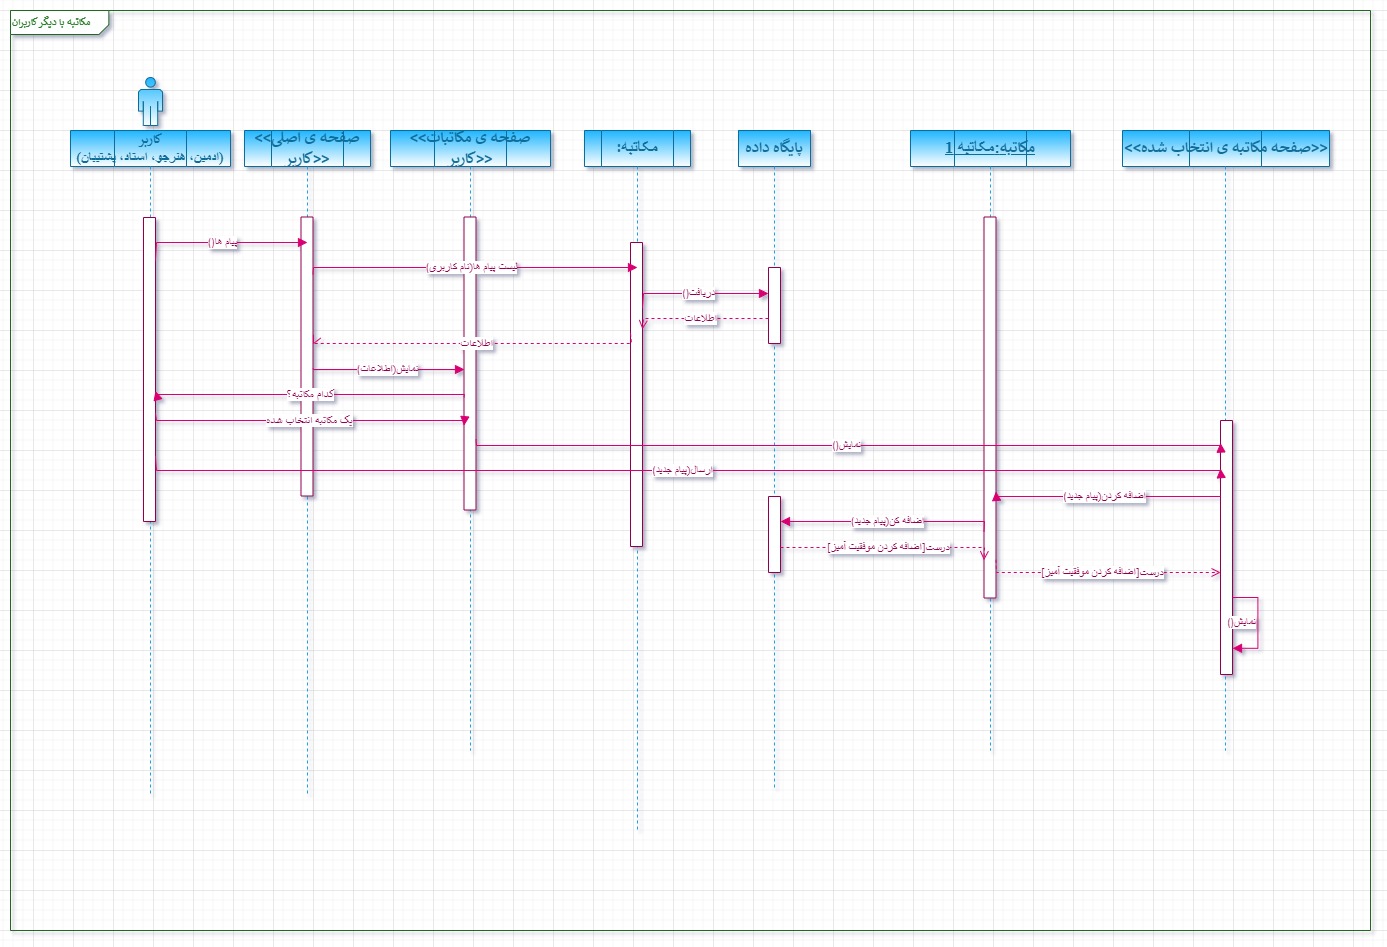 مکاتبه با دیگر کاربران
کاربر
(ادمین، هنرجو، استاد، پشتیبان)
<<صفحه ی اصلی
کاربر>>
<<صفحه ی مکاتبات
کاربر>>
مکاتبه:
پایگاه داده
مکاتبه:مکاتبه 1
<<صفحه مکاتبه ی انتخاب شده>>
پیام ها()
لیست پیام ها(نام کاربری)
دریافت()
اطلاعات
اطلاعات
نمایش(اطلاعات)
کدام مکاتبه؟
یک مکاتبه انتخاب شده
نمایش()
ارسال(پیام جدید)
اضافه کردن(پیام جدید)
اضافه کن(پیام جدید)
درست[اضافه کردن موفقیت آمیز]
درست[اضافه کردن موفقیت آمیز]
نمایش()